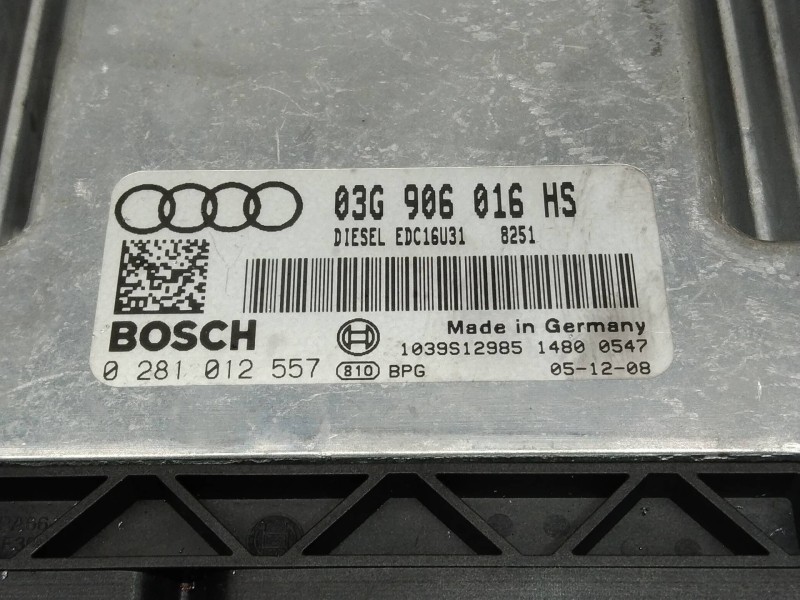 03G 906 016 HS
DIESEL EDC16U31 8251
BOSCH
Made in Germany
1039S12985 1480 0547
0 281 012 557
810 BPG
05-12-08